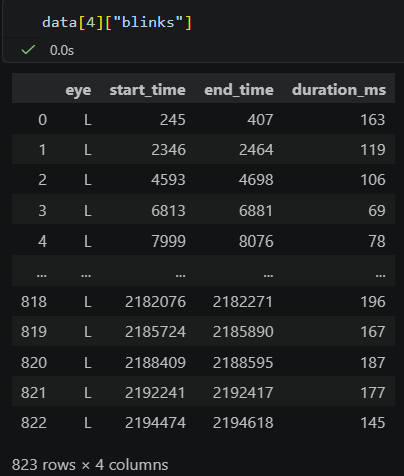 data[4]["blinks"]
0.0s
eye start_time end_time duration_ms
0 L 245 407 163
1 L 2346 2464 119
2 L 4593 4698 106
3 L 6813 6881 69
4 L 7999 8076 78
... ... ... ... ...
818 L 2182076 2182271 196
819 L 2185724 2185890 167
820 L 2188409 2188595 187
821 L 2192241 2192417 177
822 L 2194474 2194618 145
823 rows × 4 columns